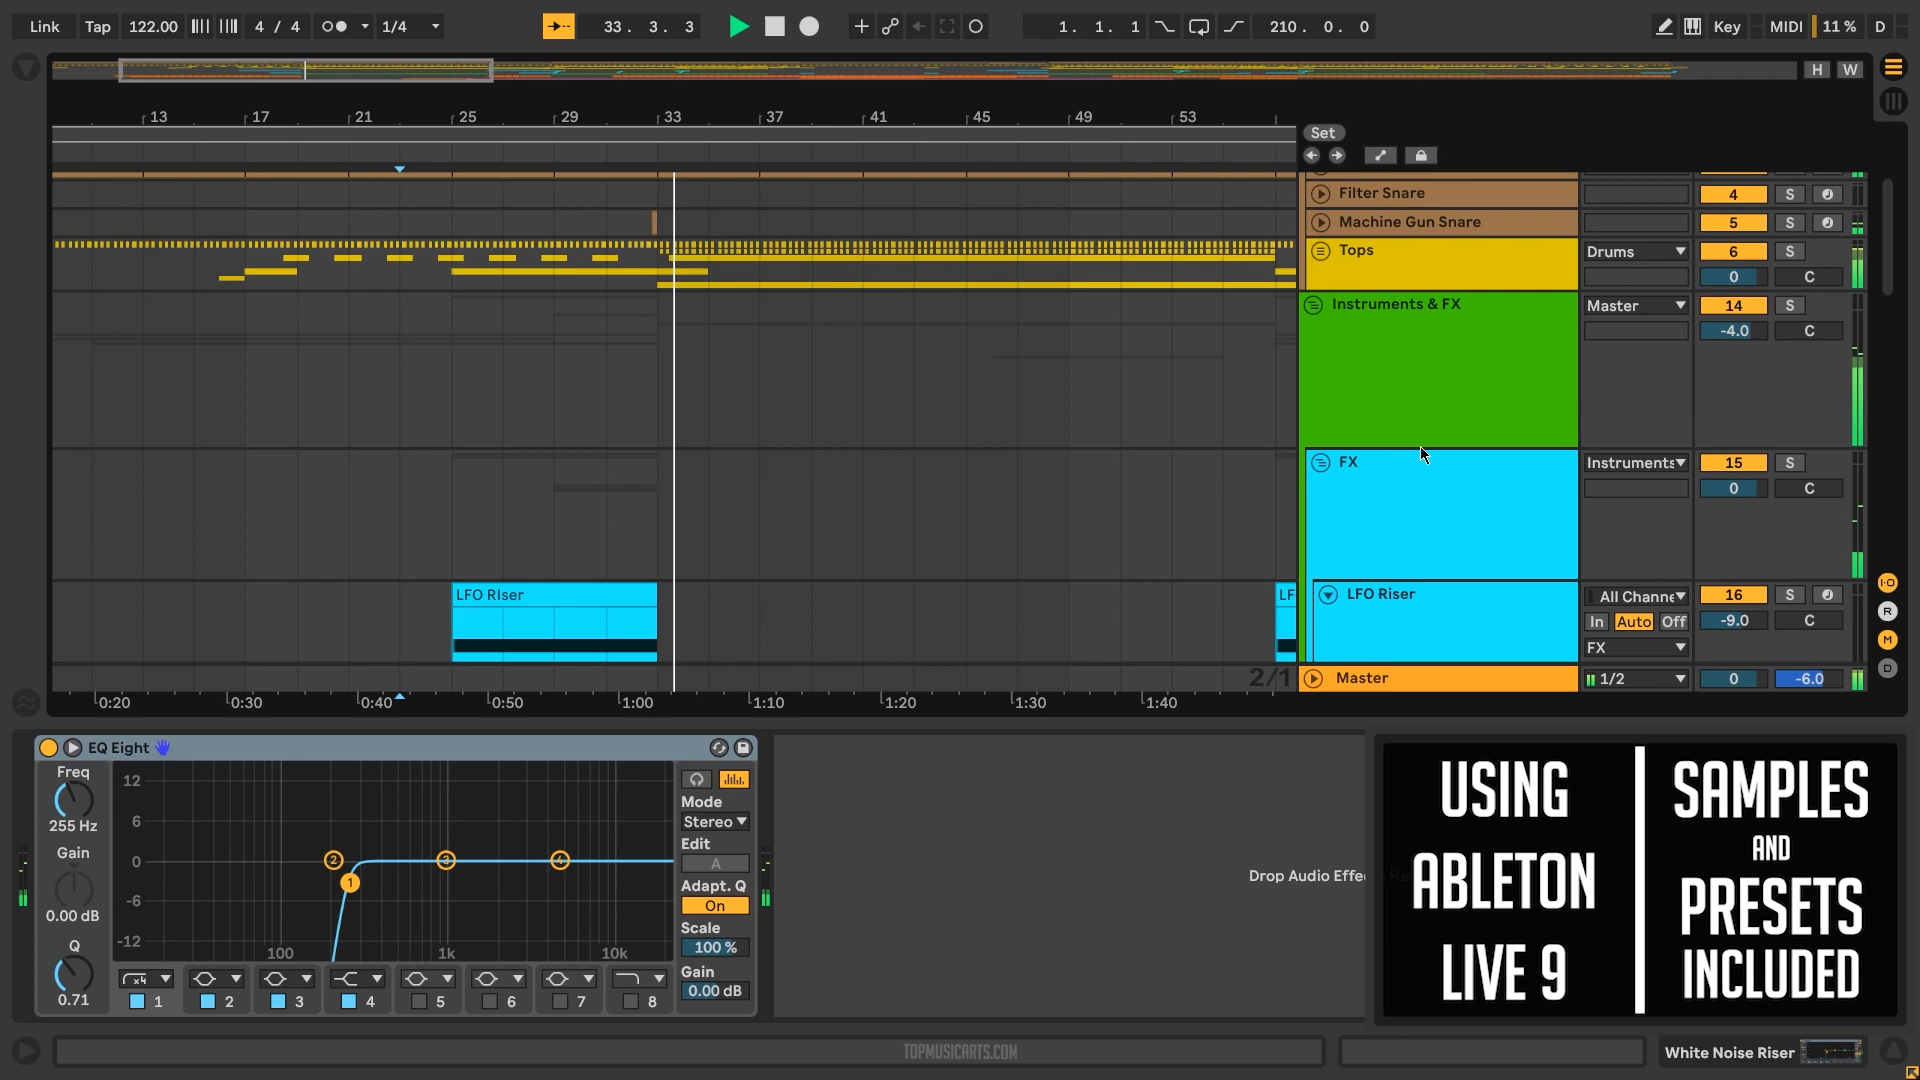 Link Tap 122.00 4 / 4 1/4 33. 3. 3 1. 1. 1 210. 0. 0 Key MIDI 11 % D
H W
13 17 21 25 29 33 37 41 45 49 53
Set
Filter Snare 4 S
Machine Gun Snare 5 S
Tops Drums 6 S
0 C
Instruments & FX Master 14 S
-4.0 C
FX Instruments 15 S
0 C
LFO RIser LF LFO Riser All Channe 16 S
In Auto Off -9.0 C
FX
I·O
R
M
D
2/1 Master 1/2 0 -6.0
0:20 0:30 0:40 0:50 1:00 1:10 1:20 1:30 1:40
EQ Eight
Freq
255 Hz
Gain
0.00 dB
Q
0.71
12
6
0
-6
-12
100 1k 10k
2 1 3 4
x4
1 2 3 4 5 6 7 8
Mode
Stereo
Edit
A
Adapt. Q
On
Scale
100 %
Gain
0.00 dB
Drop Audio Effe
USING
ABLETON
LIVE 9
SAMPLES
AND
PRESETS
INCLUDED
TOPMUSICARTS.COM
White Noise Riser